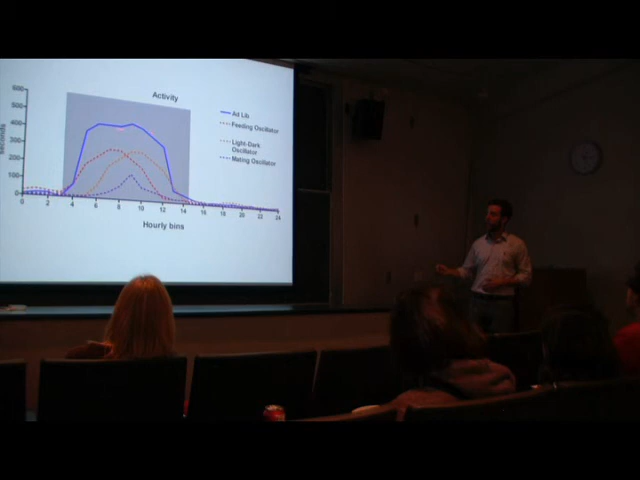 Activity
600
500
400
300
200
100
0
seconds
Ad Lib
Feeding Oscillator
Light-Dark
Oscillator
Mating Oscillator
0 2 4 6 8 10 12 14 16 18 20 22 24
Hourly bins